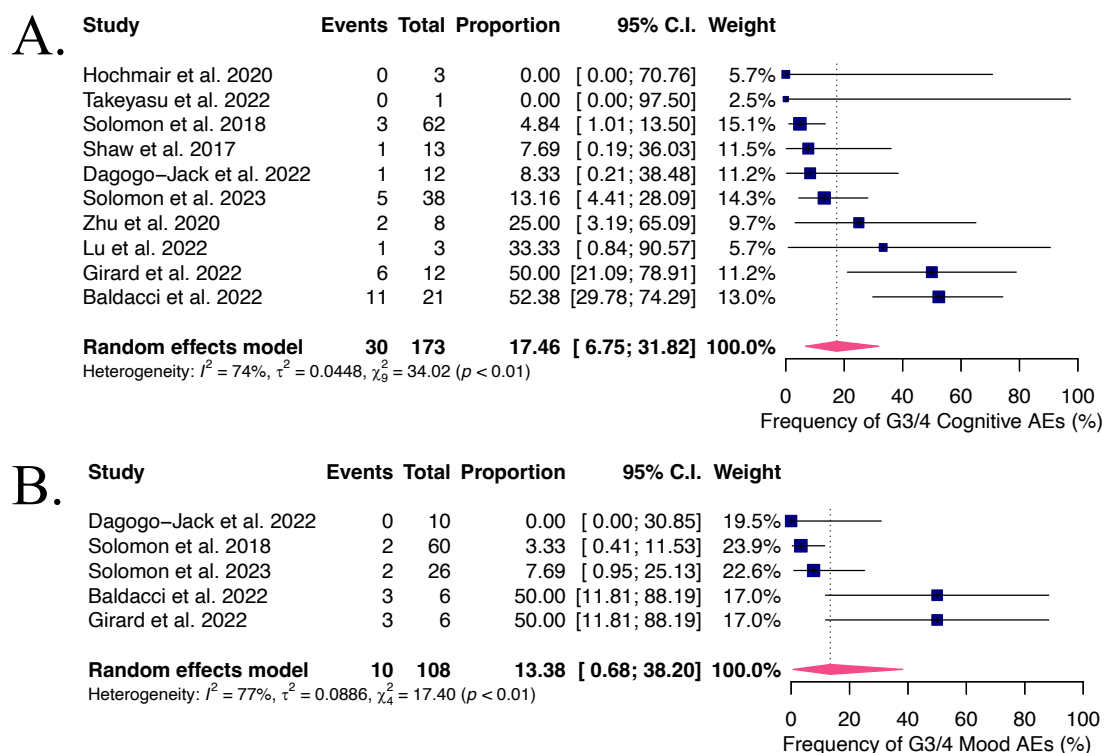 A.
Study Events Total Proportion 95% C.I. Weight
Hochmair et al. 2020 0 3 0.00 [ 0.00; 70.76] 5.7%
Takeyasu et al. 2022 0 1 0.00 [ 0.00; 97.50] 2.5%
Solomon et al. 2018 3 62 4.84 [ 1.01; 13.50] 15.1%
Shaw et al. 2017 1 13 7.69 [ 0.19; 36.03] 11.5%
Dagogo−Jack et al. 2022 1 12 8.33 [ 0.21; 38.48] 11.2%
Solomon et al. 2023 5 38 13.16 [ 4.41; 28.09] 14.3%
Zhu et al. 2020 2 8 25.00 [ 3.19; 65.09] 9.7%
Lu et al. 2022 1 3 33.33 [ 0.84; 90.57] 5.7%
Girard et al. 2022 6 12 50.00 [21.09; 78.91] 11.2%
Baldacci et al. 2022 11 21 52.38 [29.78; 74.29] 13.0%
Random effects model 30 173 17.46 [ 6.75; 31.82] 100.0%
Heterogeneity: I² = 74%, τ² = 0.0448, χ²₉ = 34.02 (p < 0.01)
0 20 40 60 80 100
Frequency of G3/4 Cognitive AEs (%)
B.
Study Events Total Proportion 95% C.I. Weight
Dagogo−Jack et al. 2022 0 10 0.00 [ 0.00; 30.85] 19.5%
Solomon et al. 2018 2 60 3.33 [ 0.41; 11.53] 23.9%
Solomon et al. 2023 2 26 7.69 [ 0.95; 25.13] 22.6%
Baldacci et al. 2022 3 6 50.00 [11.81; 88.19] 17.0%
Girard et al. 2022 3 6 50.00 [11.81; 88.19] 17.0%
Random effects model 10 108 13.38 [ 0.68; 38.20] 100.0%
Heterogeneity: I² = 77%, τ² = 0.0886, χ²₄ = 17.40 (p < 0.01)
0 20 40 60 80 100
Frequency of G3/4 Mood AEs (%)